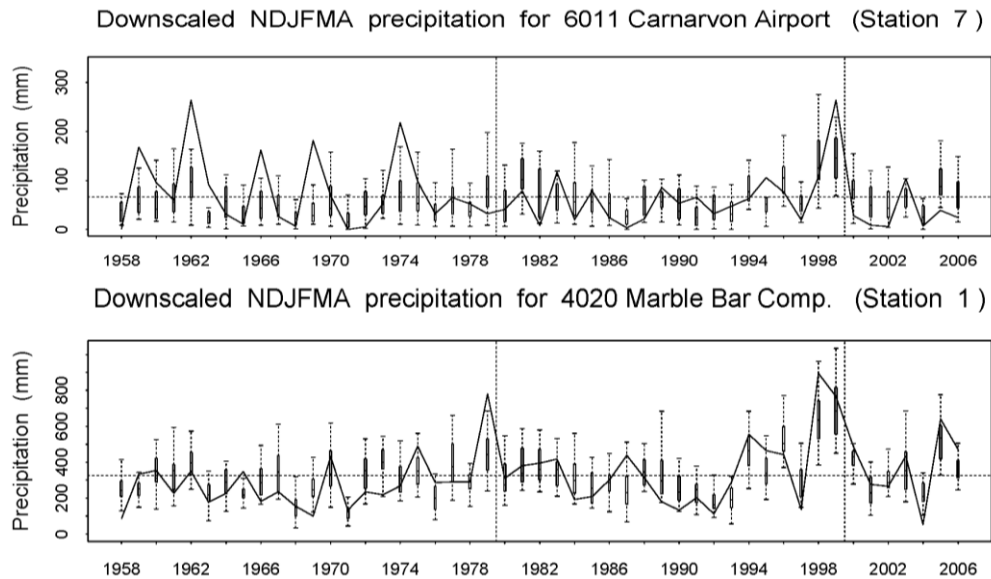 Downscaled NDJFMA precipitation for 6011 Carnarvon Airport (Station 7 )
Precipitation (mm)
300
200
100
0
1958 1962 1966 1970 1974 1978 1982 1986 1990 1994 1998 2002 2006
Downscaled NDJFMA precipitation for 4020 Marble Bar Comp. (Station 1 )
Precipitation (mm)
800
600
400
200
0
1958 1962 1966 1970 1974 1978 1982 1986 1990 1994 1998 2002 2006